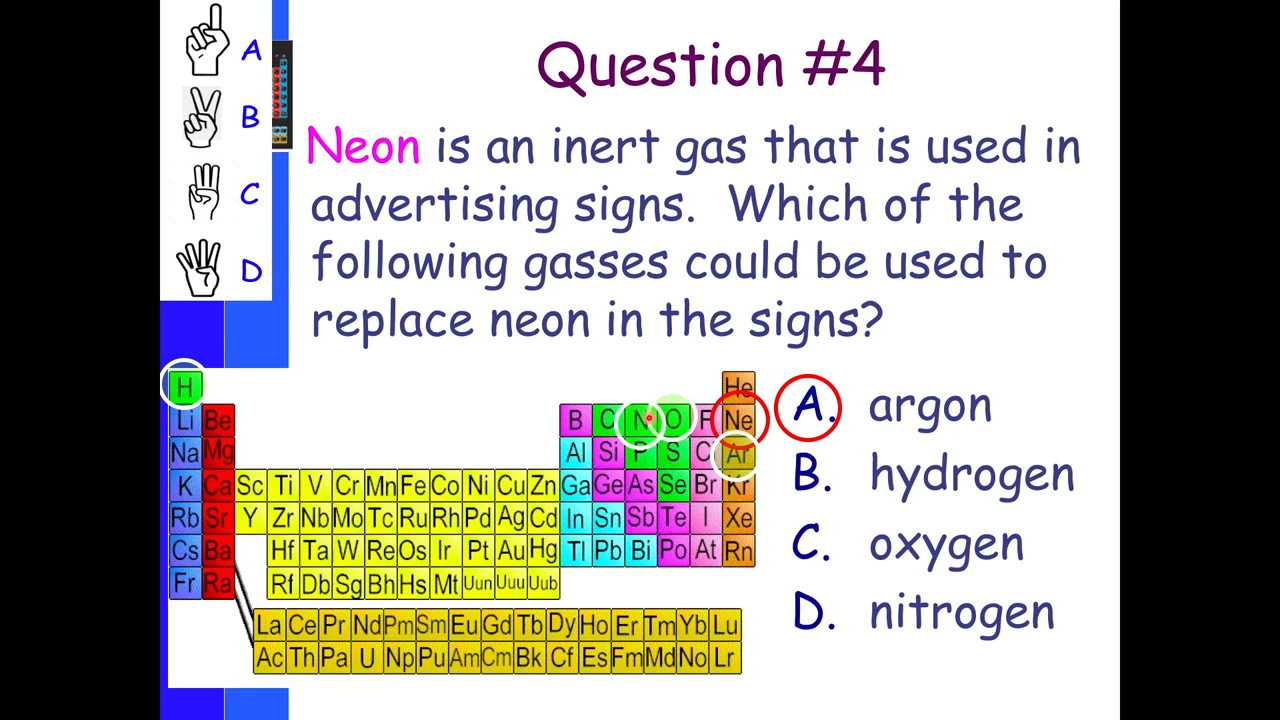 A
B
C
D
Question #4
Neon is an inert gas that is used in
advertising signs. Which of the
following gasses could be used to
replace neon in the signs?
A. argon
B. hydrogen
C. oxygen
D. nitrogen
H He
Li Be B C N O F Ne
Na Mg Al Si P S Ar
K Ca Sc Ti V Cr Mn Fe Co Ni Cu Zn Ga Ge As Se Br Kr
Rb Sr Y Zr Nb Mo Tc Ru Rh Pd Ag Cd In Sn Sb Te I Xe
Cs Ba Hf Ta W Re Os Ir Pt Au Hg Tl Pb Bi Po At Rn
Fr Ra Rf Db Sg Bh Hs Mt Uun Uuu Uub
La Ce Pr Nd Pm Sm Eu Gd Tb Dy Ho Er Tm Yb Lu
Ac Th Pa U Np Pu Am Cm Bk Cf Es Fm Md No Lr